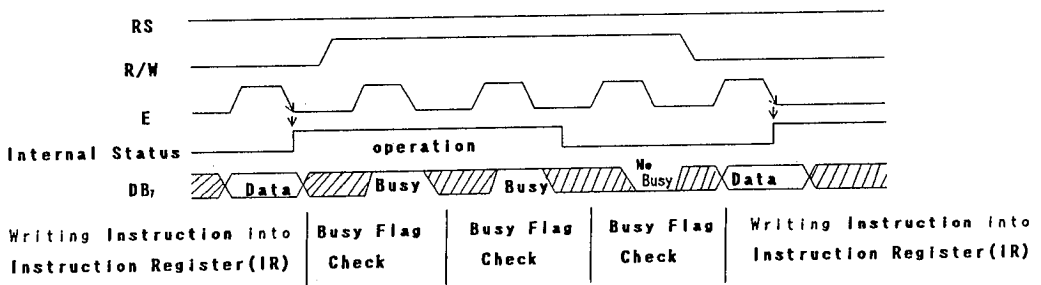 RS
R/W
E
Internal Status
operation
DB7
Data
Busy
Busy
No
Busy
Data
Writing Instruction into
Instruction Register(IR)
Busy Flag
Check
Busy Flag
Check
Busy Flag
Check
Writing Instruction into
Instruction Register(IR)